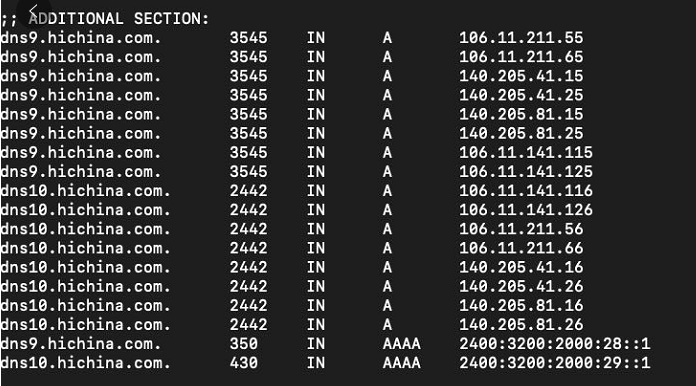 ;; ADDITIONAL SECTION:
dns9.hichina.com. 3545 IN A 106.11.211.55
dns9.hichina.com. 3545 IN A 106.11.211.65
dns9.hichina.com. 3545 IN A 140.205.41.15
dns9.hichina.com. 3545 IN A 140.205.41.25
dns9.hichina.com. 3545 IN A 140.205.81.15
dns9.hichina.com. 3545 IN A 140.205.81.25
dns9.hichina.com. 3545 IN A 106.11.141.115
dns9.hichina.com. 3545 IN A 106.11.141.125
dns10.hichina.com. 2442 IN A 106.11.141.116
dns10.hichina.com. 2442 IN A 106.11.141.126
dns10.hichina.com. 2442 IN A 106.11.211.56
dns10.hichina.com. 2442 IN A 106.11.211.66
dns10.hichina.com. 2442 IN A 140.205.41.16
dns10.hichina.com. 2442 IN A 140.205.41.26
dns10.hichina.com. 2442 IN A 140.205.81.16
dns10.hichina.com. 2442 IN A 140.205.81.26
dns9.hichina.com. 350 IN AAAA 2400:3200:2000:28::1
dns10.hichina.com. 430 IN AAAA 2400:3200:2000:29::1